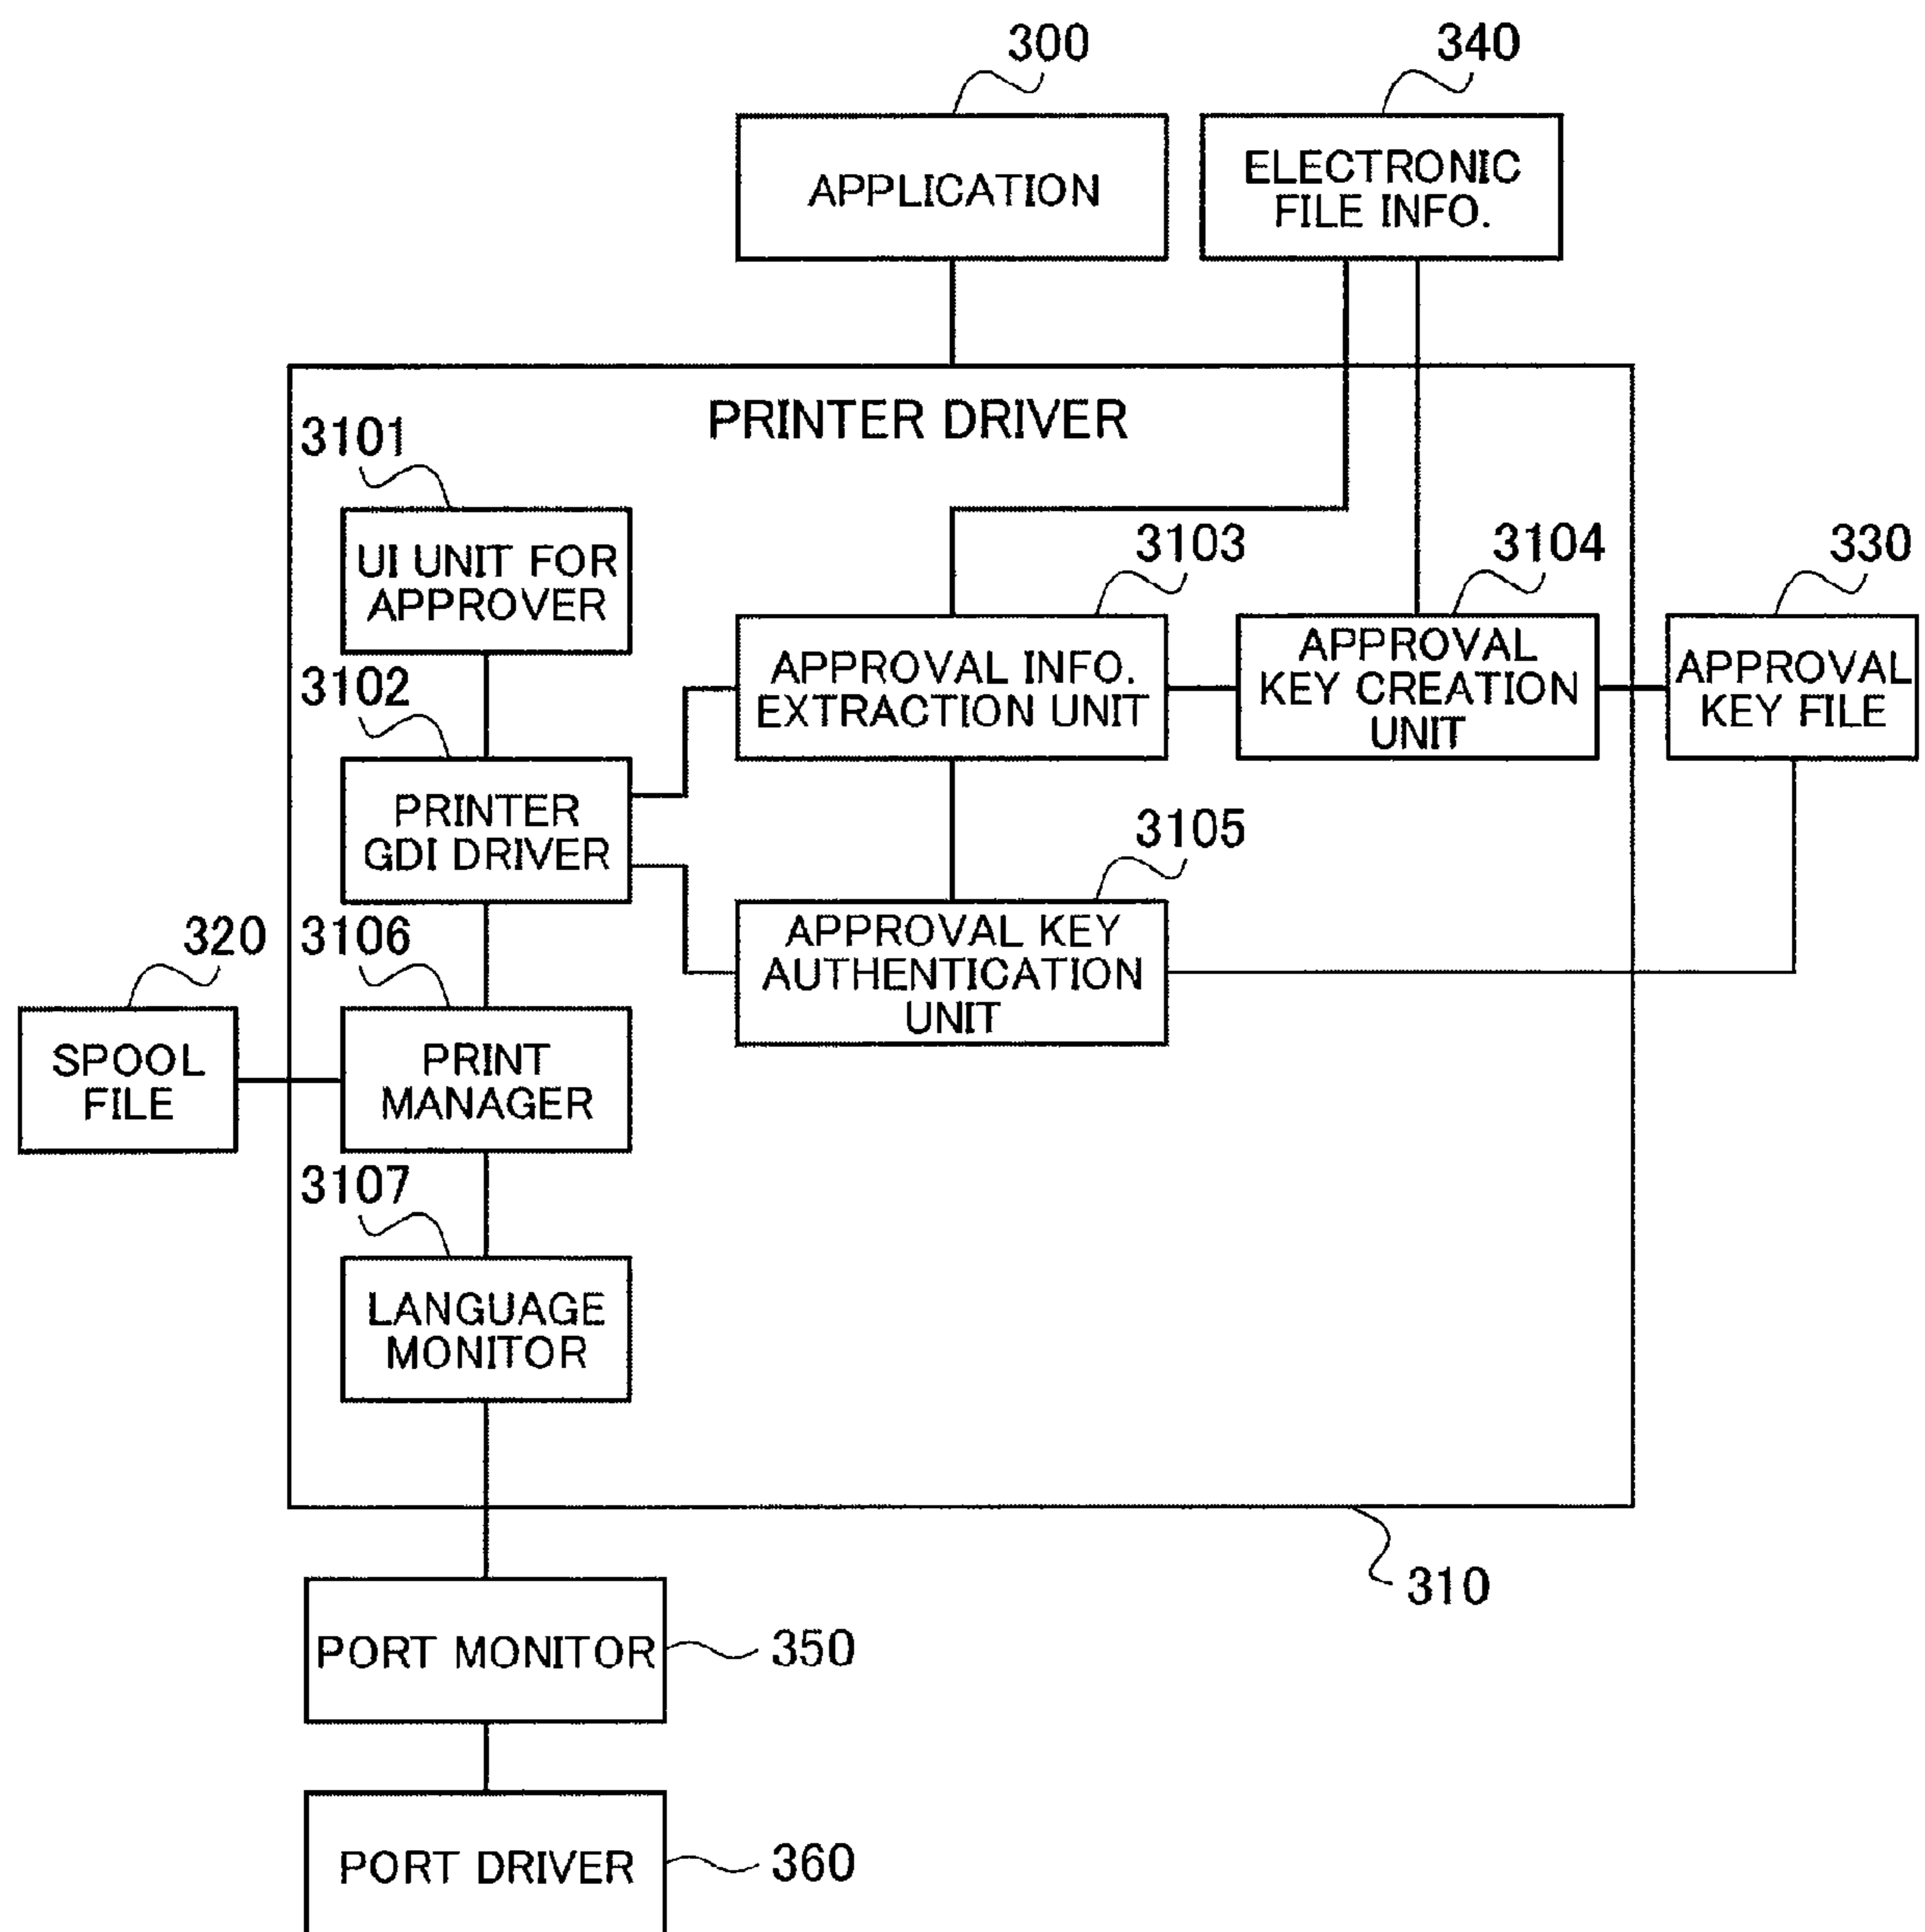 300
340
APPLICATION
ELECTRONIC
FILE INFO.
PRINTER DRIVER
3101
UI UNIT FOR
APPROVER
3103
3104
330
APPROVAL INFO.
EXTRACTION UNIT
APPROVAL
KEY CREATION
UNIT
APPROVAL
KEY FILE
3102
PRINTER
GDI DRIVER
3105
APPROVAL KEY
AUTHENTICATION
UNIT
320
3106
SPOOL
FILE
PRINT
MANAGER
3107
LANGUAGE
MONITOR
310
PORT MONITOR
350
PORT DRIVER
360